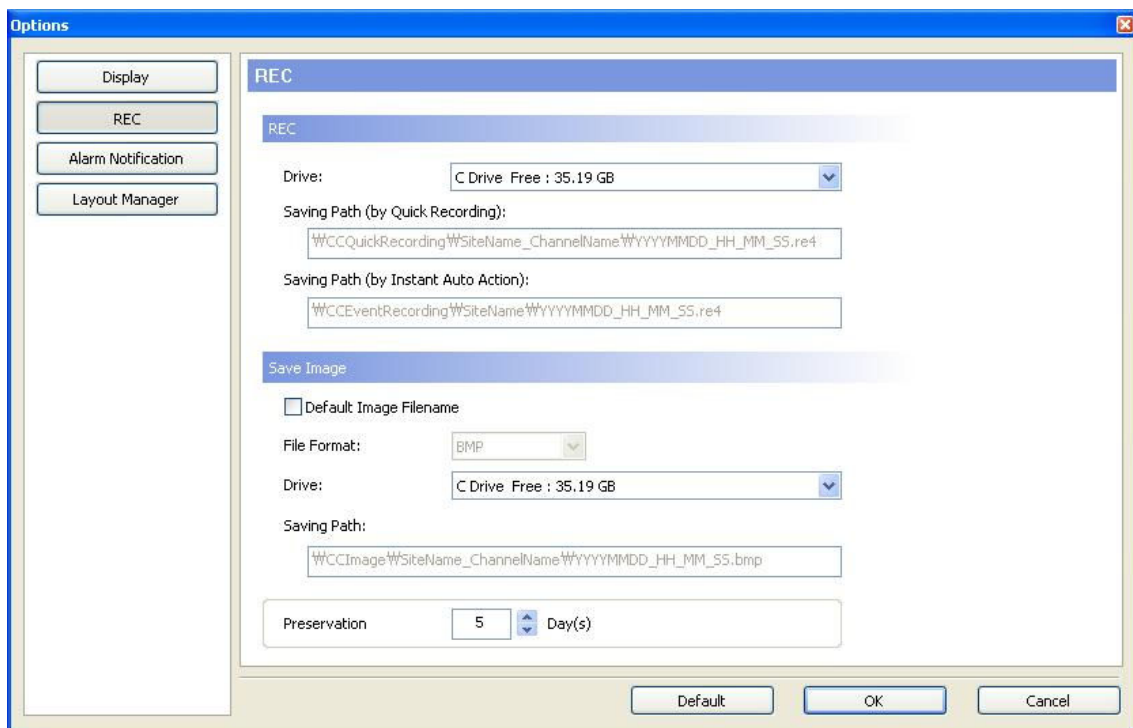 Options
Display
REC
Alarm Notification
Layout Manager
REC
REC
Drive: C Drive Free : 35.19 GB
Saving Path (by Quick Recording):
₩CCQuickRecording₩SiteName_ChannelName₩YYYYMMDD_HH_MM_SS.re4
Saving Path (by Instant Auto Action):
₩CCEventRecording₩SiteName₩YYYYMMDD_HH_MM_SS.re4
Save Image
Default Image Filename
File Format: BMP
Drive: C Drive Free : 35.19 GB
Saving Path:
₩CCImage₩SiteName_ChannelName₩YYYYMMDD_HH_MM_SS.bmp
Preservation 5 Day(s)
Default OK Cancel